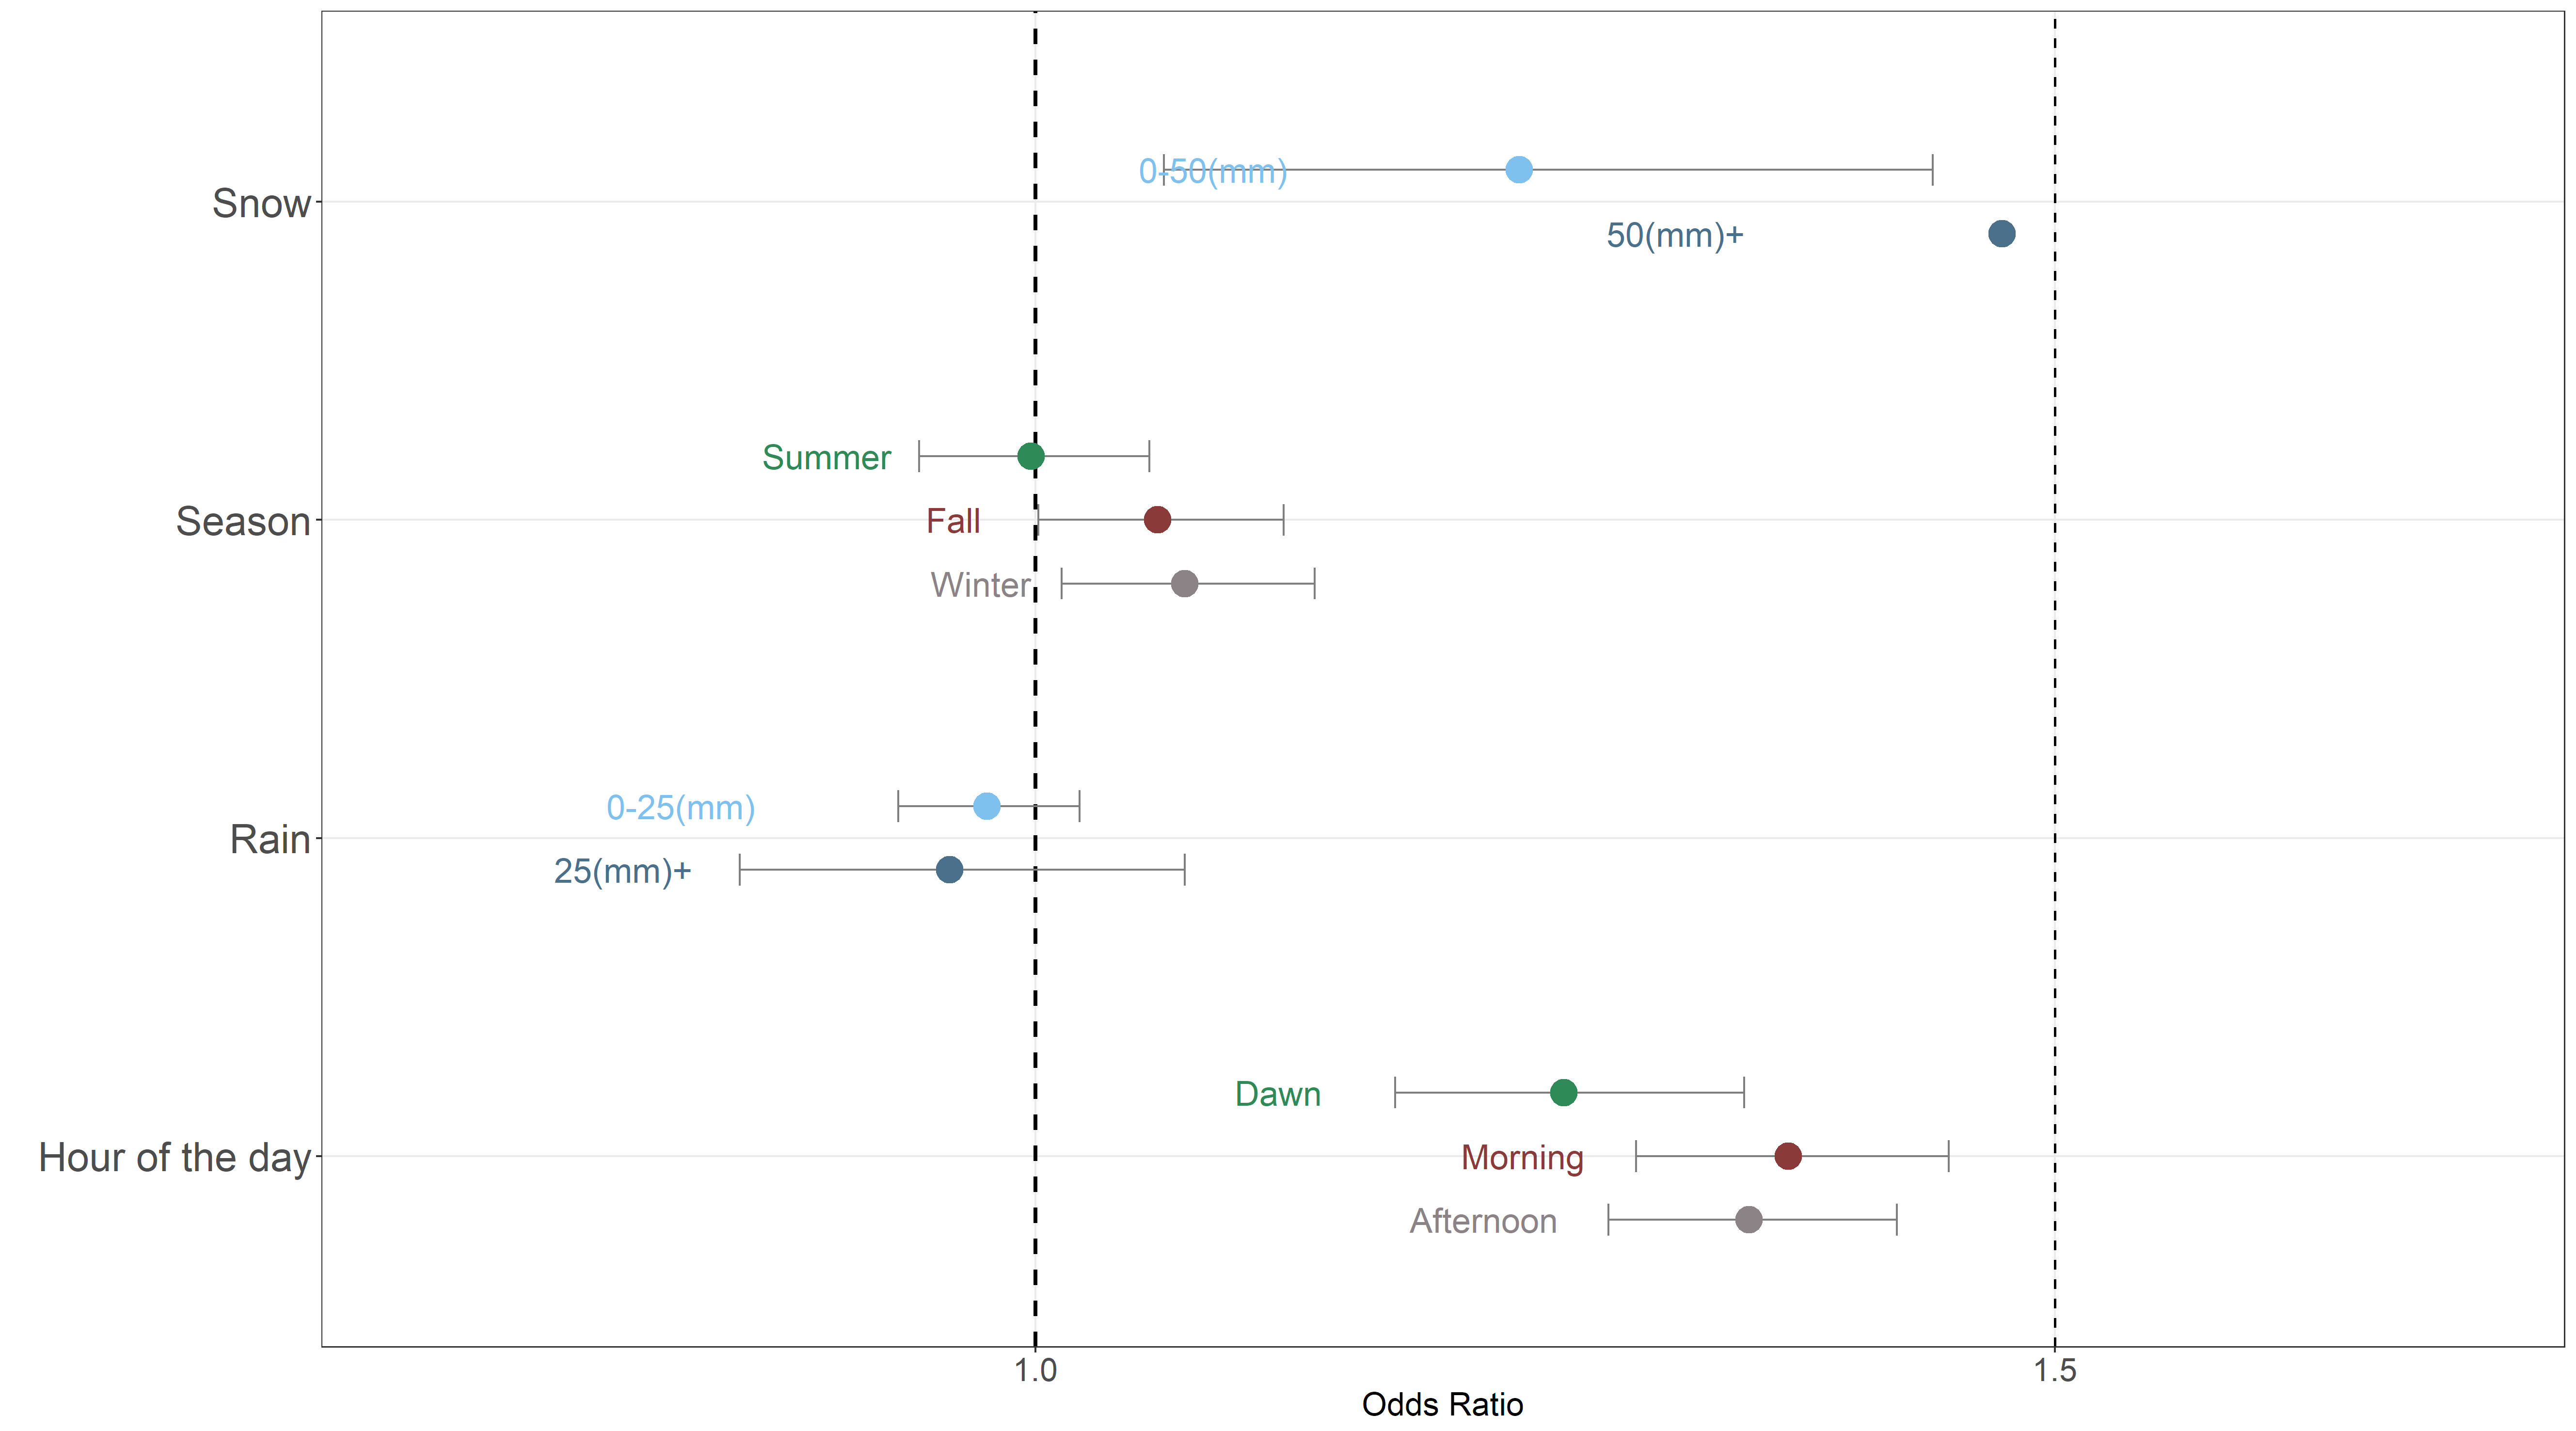 0-50(mm)
Snow
50(mm)+
Summer
Season
Fall
Winter
0-25(mm)
Rain
25(mm)+
Dawn
Hour of the day
Morning
Afternoon
1.0
1.5
Odds Ratio